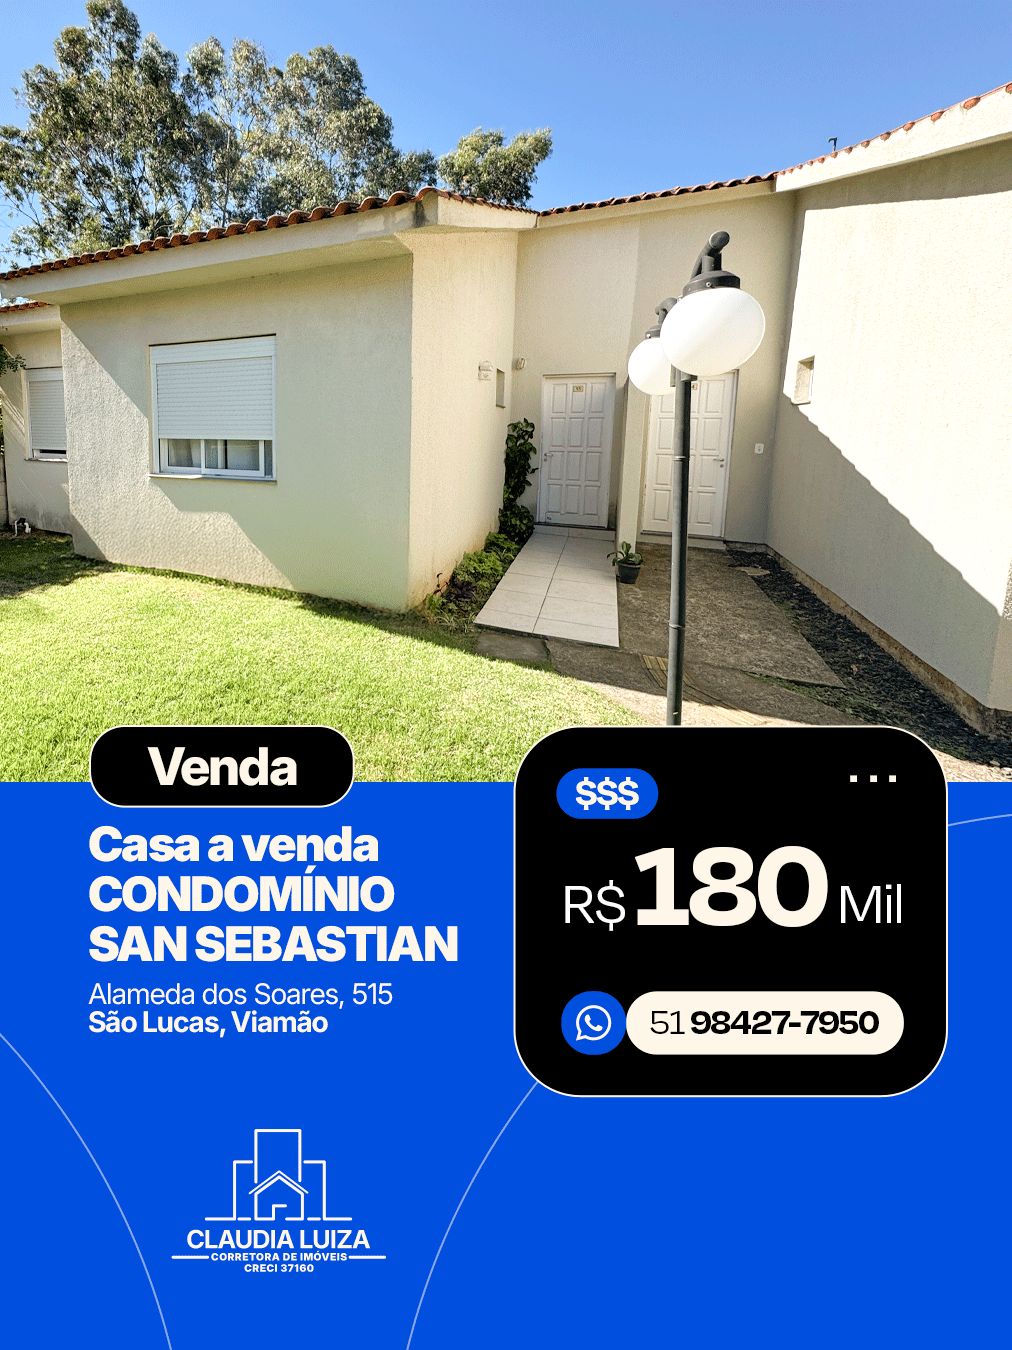 Venda
Casa a venda
CONDOMÍNIO
SAN SEBASTIAN
Alameda dos Soares, 515
São Lucas, Viamão
$$$
...
R$ 180 Mil
51 98427-7950
CLAUDIA LUIZA
CORRETORA DE IMÓVEIS
CRECI 37160